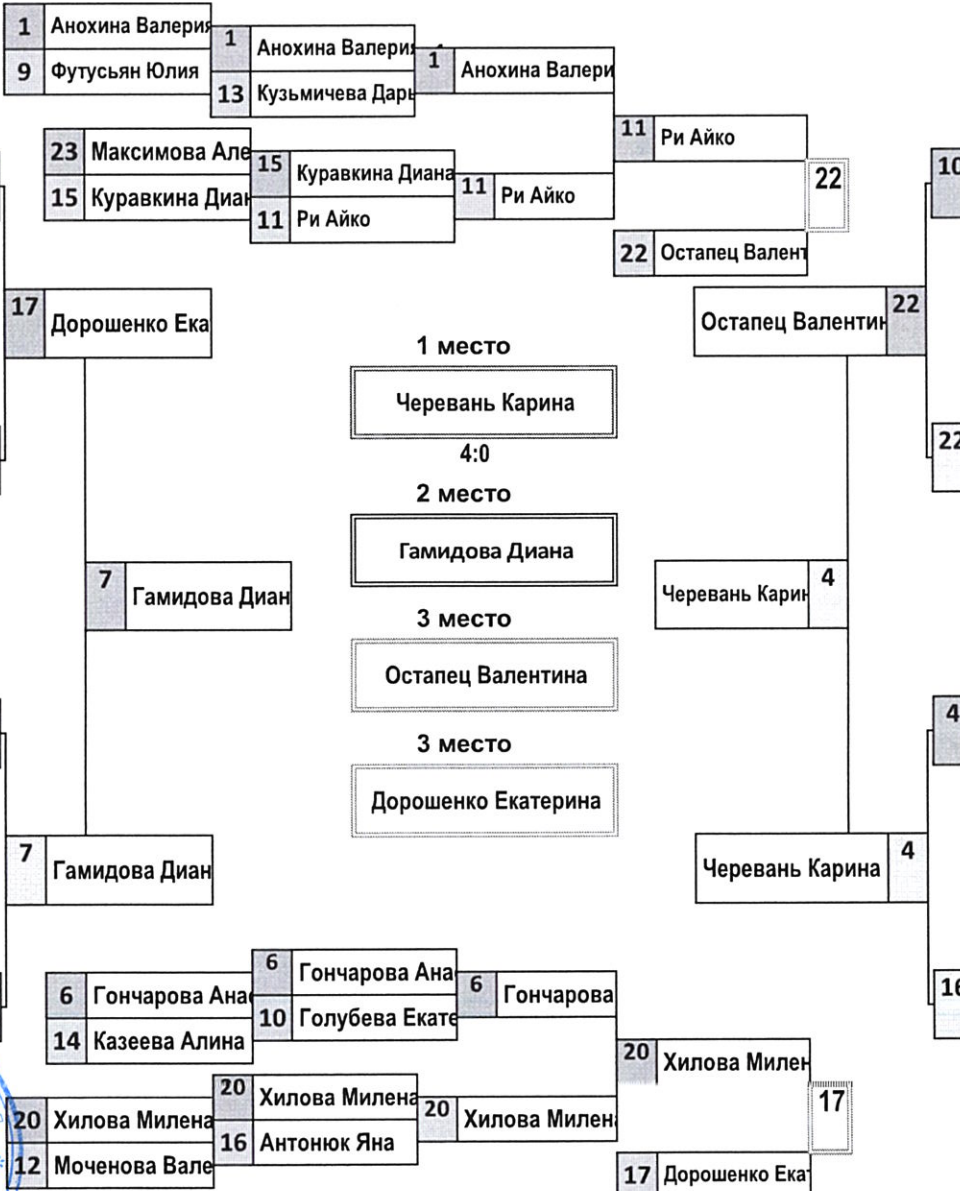 1 Анохина Валерия
9 Футусьян Юлия
1 Анохина Валерия
13 Кузьмичева Дарь
1 Анохина Валери
23 Максимова Але
15 Куравкина Диан
15 Куравкина Диана
11 Ри Айко
11 Ри Айко
11 Ри Айко
22 Остапец Валент
22
10
17 Дорошенко Ека
Остапец Валентин 22
22
1 место
Черевань Карина
4:0
2 место
Гамидова Диана
7 Гамидова Диан
Черевань Карин 4
3 место
Остапец Валентина
3 место
Дорошенко Екатерина
4
7 Гамидова Диан
Черевань Карина 4
16
6 Гончарова Анас
14 Казеева Алина
6 Гончарова Ана
10 Голубева Екате
6 Гончарова
20 Хилова Милена
12 Моченова Вале
20 Хилова Милена
16 Антонюк Яна
20 Хилова Милена
20 Хилова Милен
17 Дорошенко Екат
17